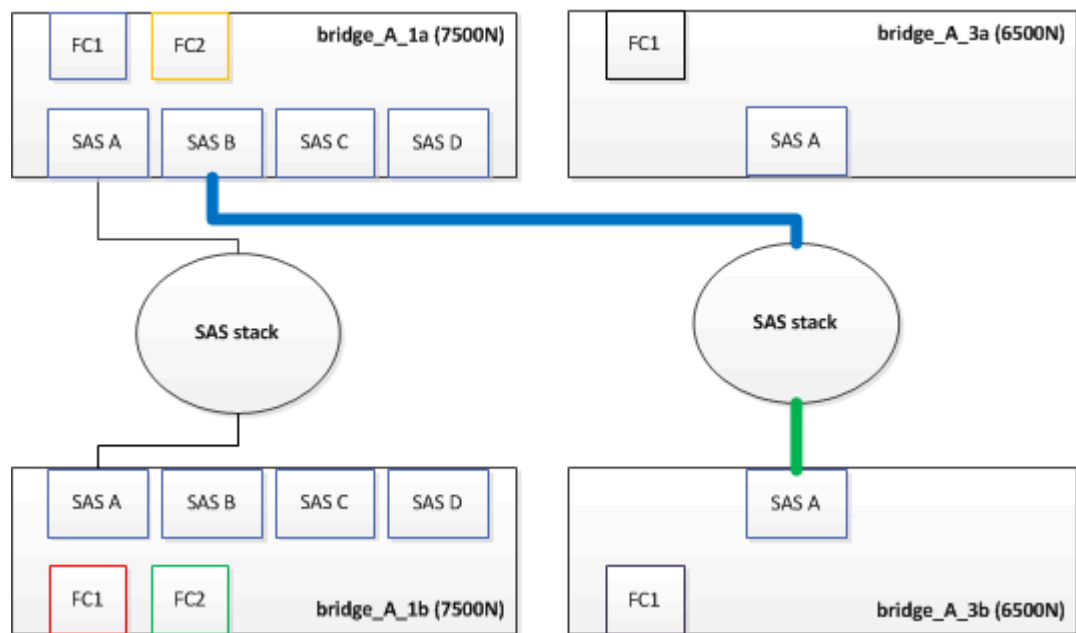 bridge_A_1a (7500N)
FC1
FC2
SAS A
SAS B
SAS C
SAS D
bridge_A_3a (6500N)
FC1
SAS A
SAS stack
SAS stack
SAS A
SAS B
SAS C
SAS D
FC1
FC2
bridge_A_1b (7500N)
SAS A
FC1
bridge_A_3b (6500N)